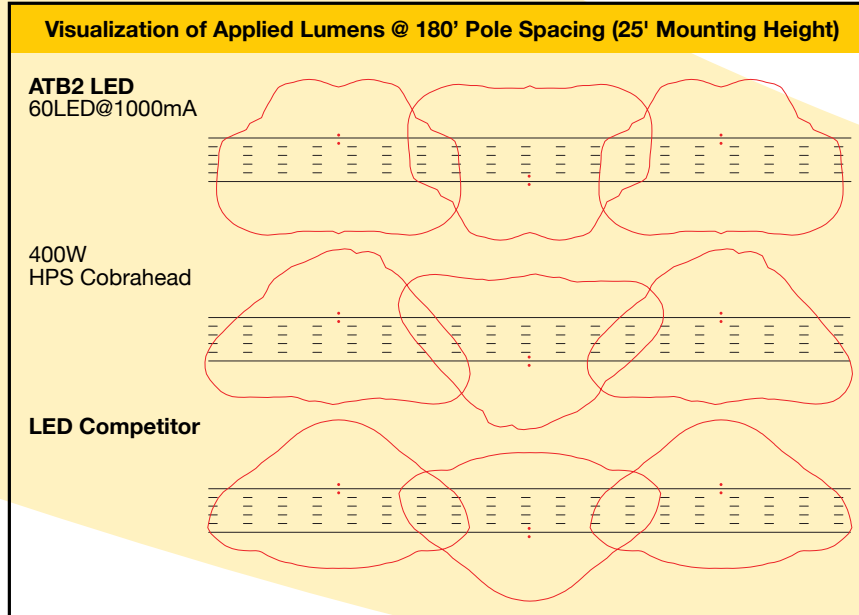 Visualization of Applied Lumens @ 180’ Pole Spacing (25' Mounting Height)
ATB2 LED
60LED@1000mA
400W
HPS Cobrahead
LED Competitor